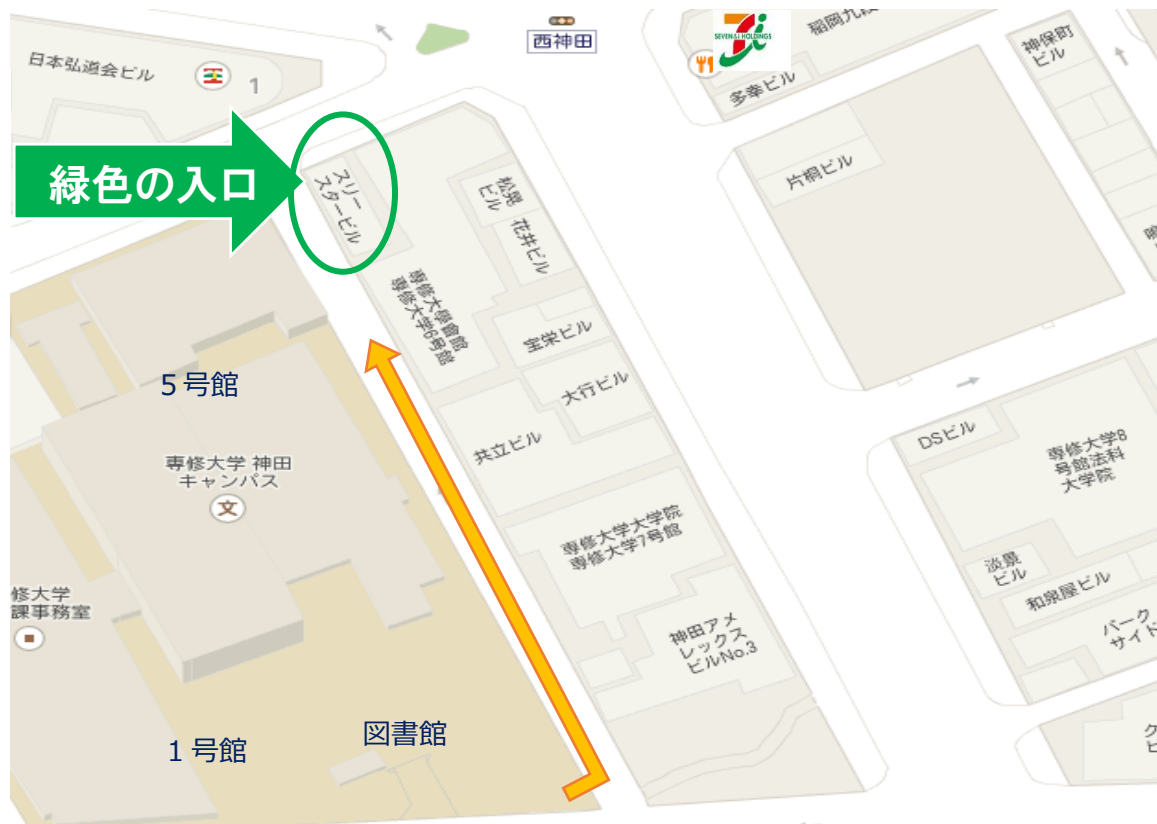 西神田
SEVEN&I HOLDINGS
稲岡九段
日本弘道会ビル
1
多幸ビル
神保町
ビル
片桐ビル
緑色の入口
スリー
スタービル
松晃
ビル
花井ビル
専修大學會館
専修大学6号館
宝栄ビル
大行ビル
5号館
共立ビル
DSビル
専修大学8
号館法科
大学院
専修大学 神田
キャンパス
文
専修大学大学院
専修大学7号館
淡景
ビル
和泉屋ビル
パーク
サイド
修大学
課事務室
神田アメ
レックス
ビルNo.3
図書館
1号館